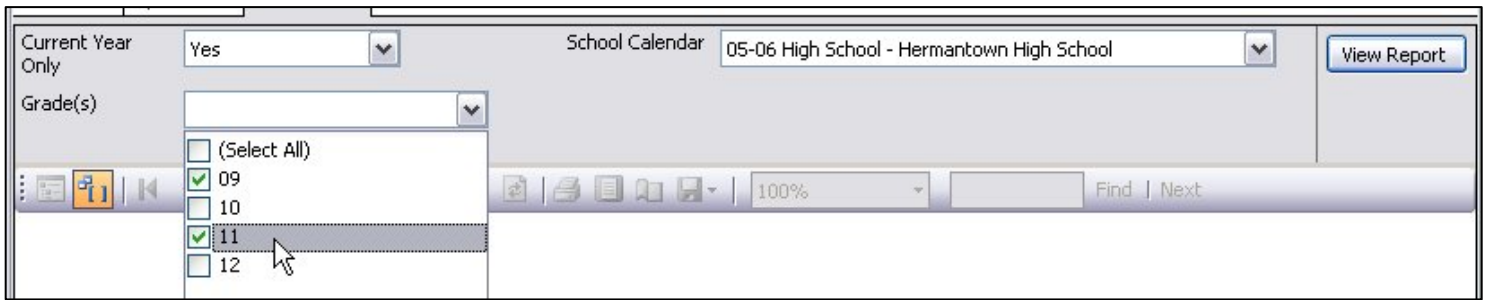 Current Year Only
Yes
School Calendar
05-06 High School - Hermantown High School
View Report
Grade(s)
(Select All)
09
10
11
12
100%
Find | Next